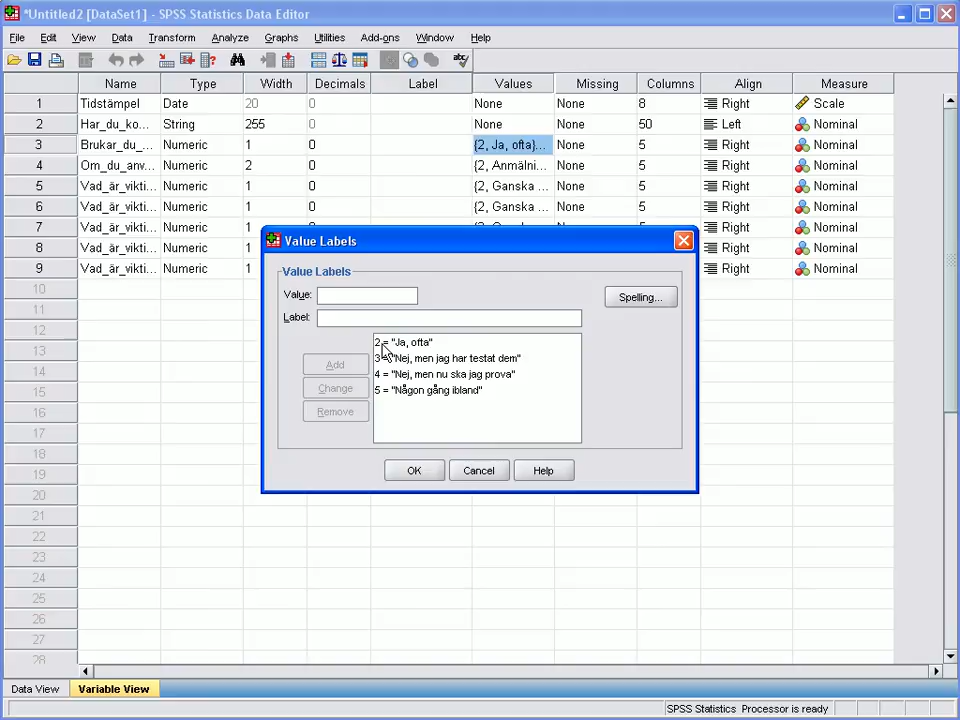 *Untitled2 [DataSet1] - SPSS Statistics Data Editor
File Edit View Data Transform Analyze Graphs Utilities Add-ons Window Help
Name Type Width Decimals Label Values Missing Columns Align Measure
1 Tidstämpel Date 20 0 None None 8 Right Scale
2 Har_du_ko... String 255 0 None None 50 Left Nominal
3 Brukar_du_... Numeric 1 0 {2, Ja, ofta}... None 5 Right Nominal
4 Om_du_anv... Numeric 2 0 {2, Anmälni... None 5 Right Nominal
5 Vad_är_vikti... Numeric 1 0 {2, Ganska ... None 5 Right Nominal
6 Vad_är_vikti... Numeric 1 0 {2, Ganska ... None 5 Right Nominal
7 Vad_är_vikti... Numeric 1 Right Nominal
8 Vad_är_vikti... Numeric 1 Right Nominal
9 Vad_är_vikti... Numeric 1 Right Nominal
10
11
12
13
14
15
16
17
18
19
20
21
22
23
24
25
26
27
28
Value Labels
Value Labels
Value:
Spelling...
Label:
2 = "Ja, ofta"
3 = "Nej, men jag har testat dem"
4 = "Nej, men nu ska jag prova"
5 = "Någon gång ibland"
Add
Change
Remove
OK Cancel Help
Data View Variable View
SPSS Statistics Processor is ready